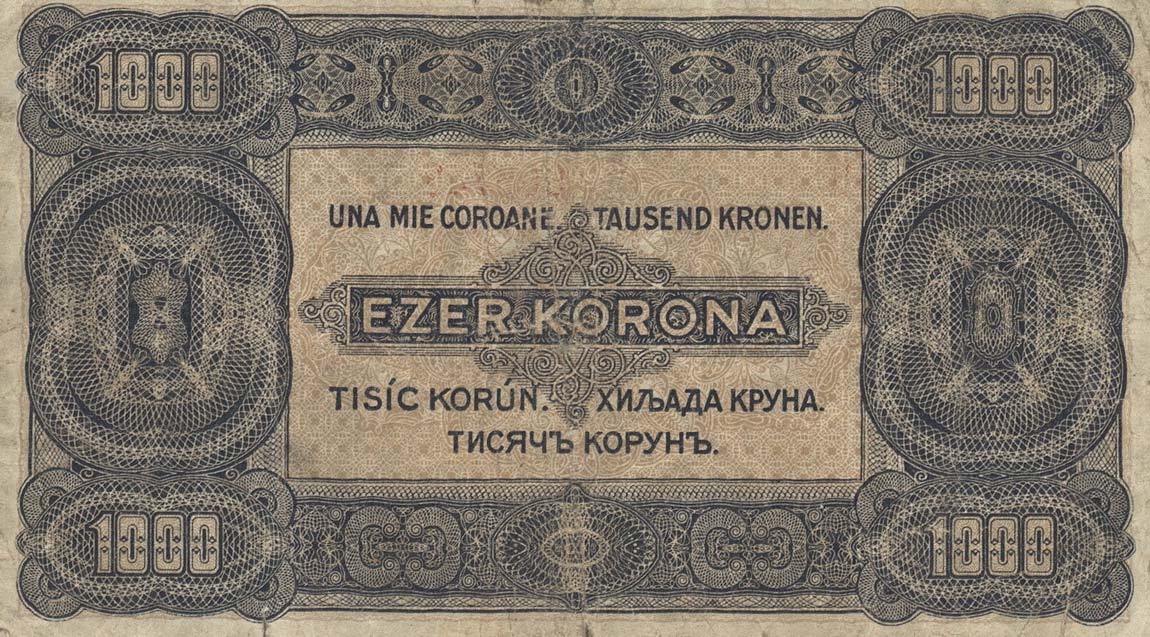 1000 1000
UNA MIE COROANE. TAUSEND KRONEN.
EZER KORONA
TISÍC KORÚN. ХИЉАДА КРУНА.
ТИСЯЧЪ КОРУНЪ.
1000 1000